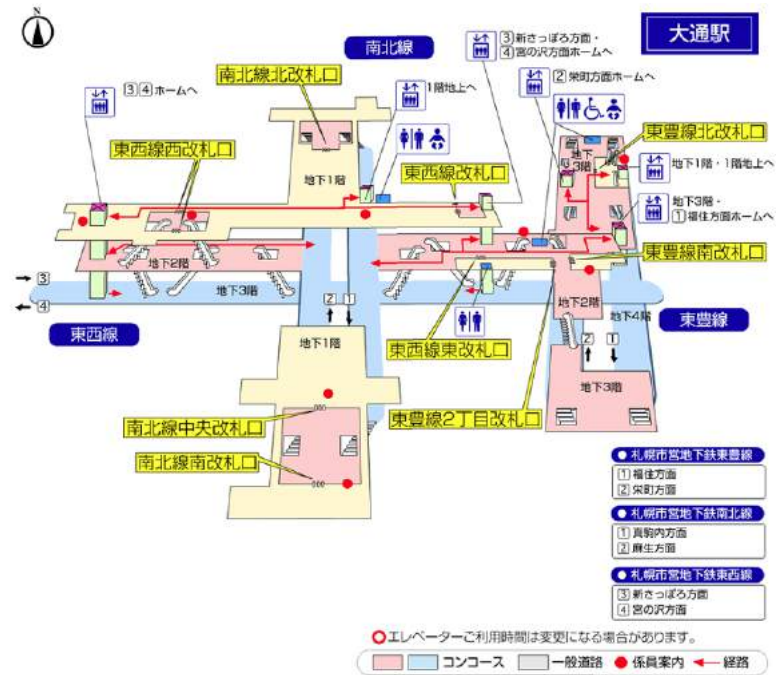 N
大通駅
南北線
③新さっぽろ方面・
④宮の沢方面ホームへ
②栄町方面ホームへ
南北線北改札口
③④ホームへ
1階地上へ
東豊線北改札口
地下
3階
東西線西改札口
地下1階
東西線改札口
地下1階・1階地上へ
地下3階・
①福住方面ホームへ
地下2階
東豊線南改札口
地下3階
③
④
②
①
地下2階
地下4階
東西線
東豊線
地下1階
東西線東改札口
②
①
地下3階
南北線中央改札口
東豊線2丁目改札口
南北線南改札口
札幌市営地下鉄東豊線
①福住方面
②栄町方面
札幌市営地下鉄南北線
①真駒内方面
②麻生方面
札幌市営地下鉄東西線
③新さっぽろ方面
④宮の沢方面
エレベーターご利用時間は変更になる場合があります。
コンコース 一般道路 係員案内 経路